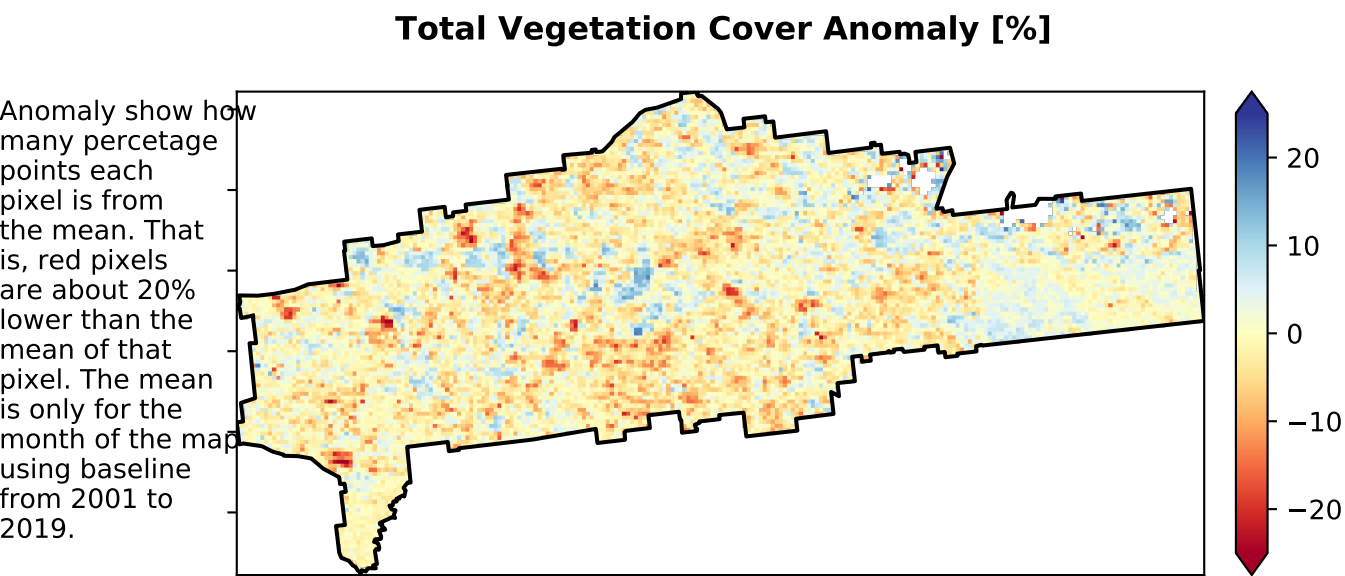 Total Vegetation Cover Anomaly [%]
Anomaly show how
many percetage
points each
pixel is from
the mean. That
is, red pixels
are about 20%
lower than the
mean of that
pixel. The mean
is only for the
month of the map
using baseline
from 2001 to
2019.
20
10
0
−10
−20